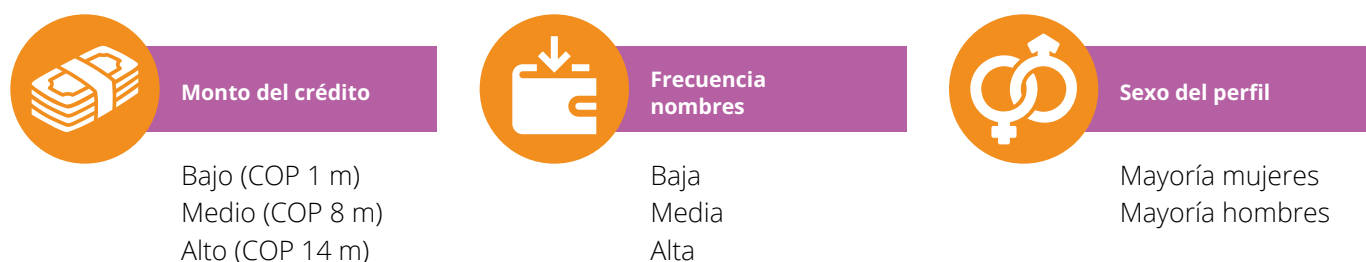 Monto del crédito
Bajo (COP 1 m)
Medio (COP 8 m)
Alto (COP 14 m)
Frecuencia
nombres
Baja
Media
Alta
Sexo del perfil
Mayoría mujeres
Mayoría hombres